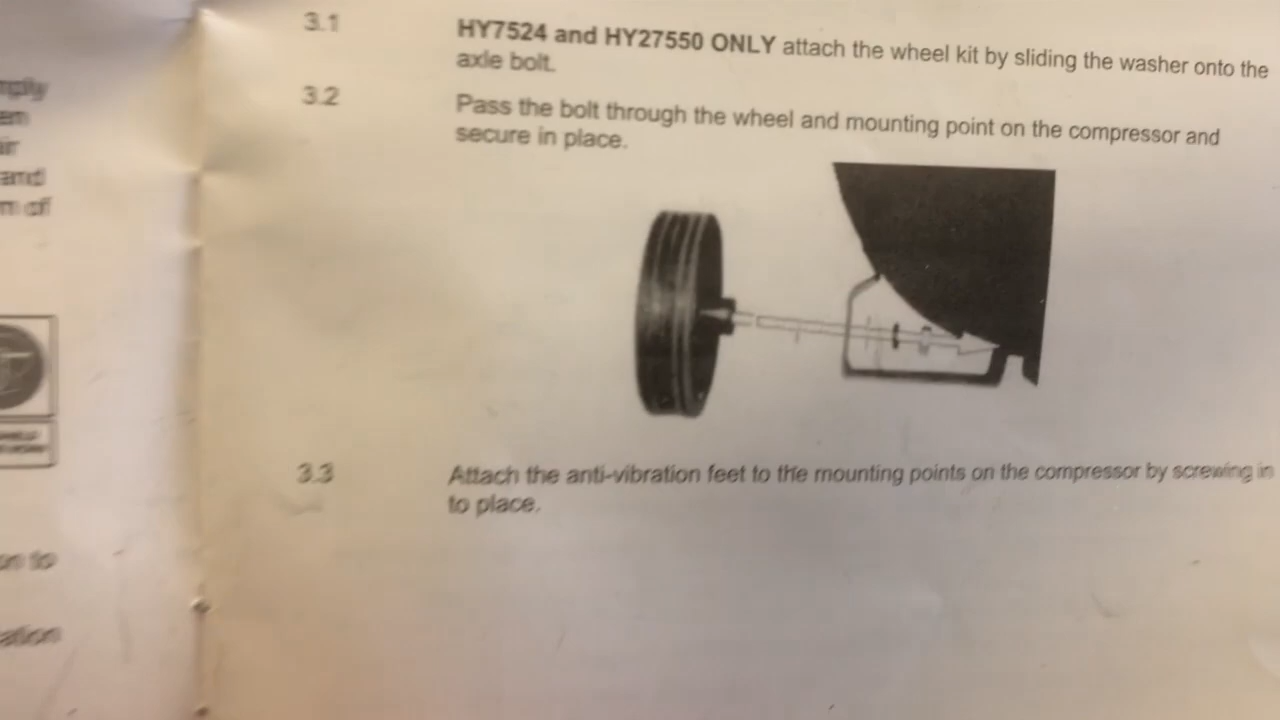 3.1 HY7524 and HY27550 ONLY attach the wheel kit by sliding the washer onto the
axle bolt.
3.2 Pass the bolt through the wheel and mounting point on the compressor and
secure in place.
3.3 Attach the anti-vibration feet to the mounting points on the compressor by screwing in
to place.
and